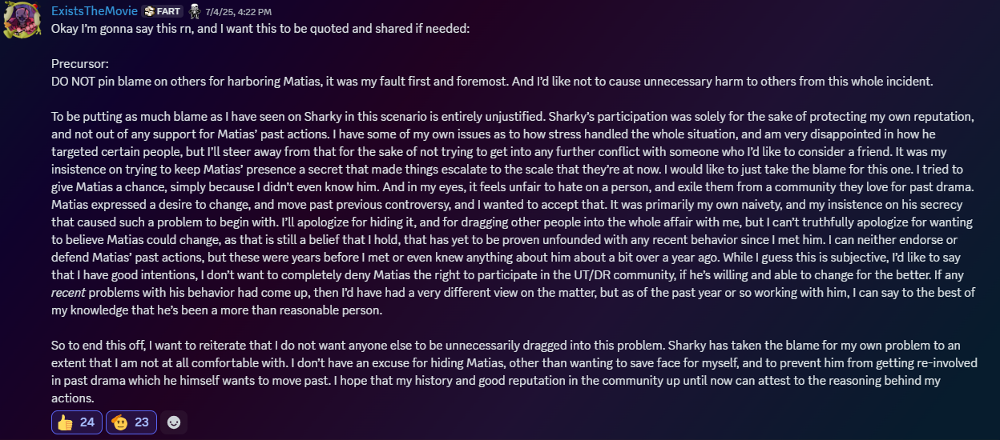 ExistsTheMovie FART 7/4/25, 4:22 PM
Okay I'm gonna say this rn, and I want this to be quoted and shared if needed:
Precursor:
DO NOT pin blame on others for harboring Matias, it was my fault first and foremost. And I'd like not to cause unnecessary harm to others from this whole incident.
To be putting as much blame as I have seen on Sharky in this scenario is entirely unjustified. Sharky's participation was solely for the sake of protecting my own reputation,
and not out of any support for Matias' past actions. I have some of my own issues as to how stress handled the whole situation, and am very disappointed in how he
targeted certain people, but I'll steer away from that for the sake of not trying to get into any further conflict with someone who I'd like to consider a friend. It was my
insistence on trying to keep Matias' presence a secret that made things escalate to the scale that they're at now. I would like to just take the blame for this one. I tried to
give Matias a chance, simply because I didn't even know him. And in my eyes, it feels unfair to hate on a person, and exile them from a community they love for past drama.
Matias expressed a desire to change, and move past previous controversy, and I wanted to accept that. It was primarily my own naivety, and my insistence on his secrecy
that caused such a problem to begin with. I'll apologize for hiding it, and for dragging other people into the whole affair with me, but I can't truthfully apologize for wanting
to believe Matias could change, as that is still a belief that I hold, that has yet to be proven unfounded with any recent behavior since I met him. I can neither endorse or
defend Matias' past actions, but these were years before I met or even knew anything about him about a bit over a year ago. While I guess this is subjective, I'd like to say
that I have good intentions, I don't want to completely deny Matias the right to participate in the UT/DR community, if he's willing and able to change for the better. If any
recent problems with his behavior had come up, then I'd have had a very different view on the matter, but as of the past year or so working with him, I can say to the best of
my knowledge that he's been a more than reasonable person.
So to end this off, I want to reiterate that I do not want anyone else to be unnecessarily dragged into this problem. Sharky has taken the blame for my own problem to an
extent that I am not at all comfortable with. I don't have an excuse for hiding Matias, other than wanting to save face for myself, and to prevent him from getting re-involved
in past drama which he himself wants to move past. I hope that my history and good reputation in the community up until now can attest to the reasoning behind my
actions.
24 23